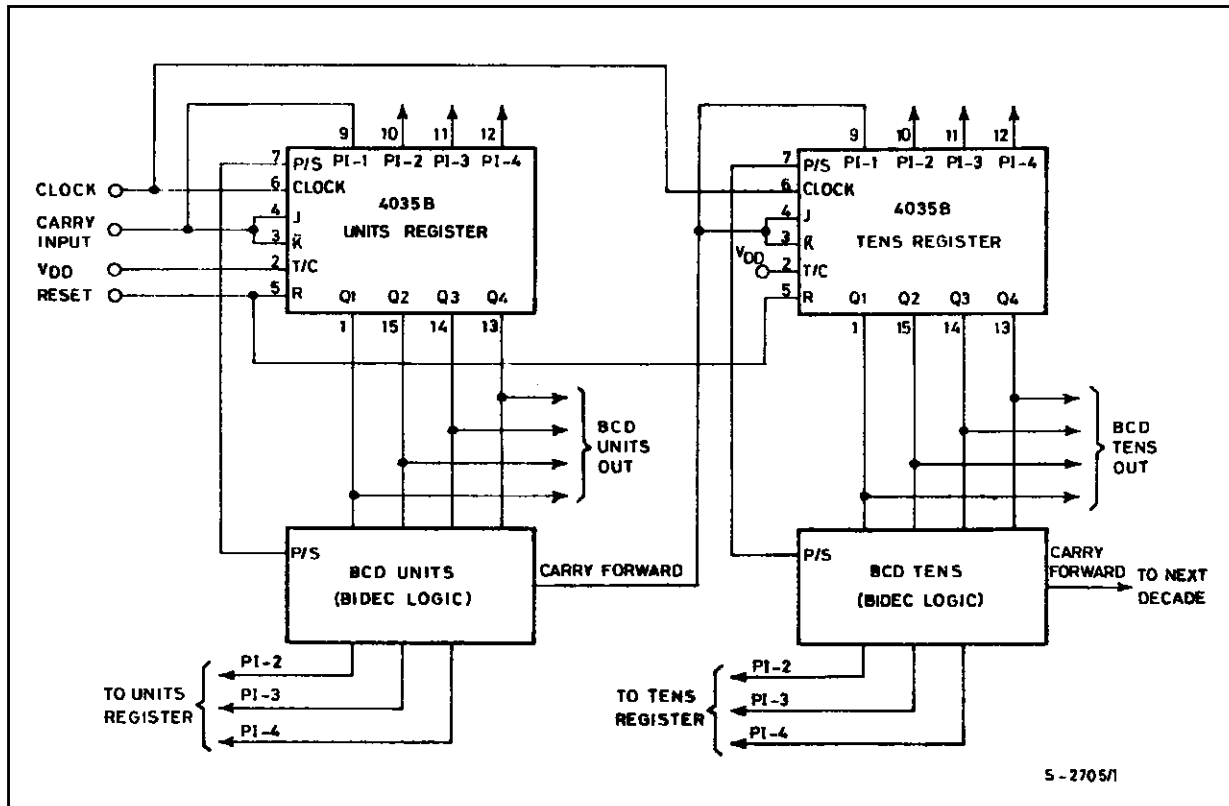 9 10 11 12
7 P/S PI-1 PI-2 PI-3 PI-4
CLOCK 6 CLOCK
CARRY INPUT 4 J
3 K̄
4035B
UNITS REGISTER
VDD 2 T/C
RESET 5 R
Q1 Q2 Q3 Q4
1 15 14 13
9 10 11 12
7 P/S PI-1 PI-2 PI-3 PI-4
6 CLOCK
4 J
3 K̄
4035B
TENS REGISTER
VDD 2 T/C
5 R
Q1 Q2 Q3 Q4
1 15 14 13
BCD
UNITS
OUT
BCD
TENS
OUT
P/S
BCD UNITS
(BIDEC LOGIC)
CARRY FORWARD
P/S
BCD TENS
(BIDEC LOGIC)
CARRY
FORWARD
TO NEXT
DECADE
TO UNITS
REGISTER
PI-2
PI-3
PI-4
TO TENS
REGISTER
PI-2
PI-3
PI-4
S-2705/1